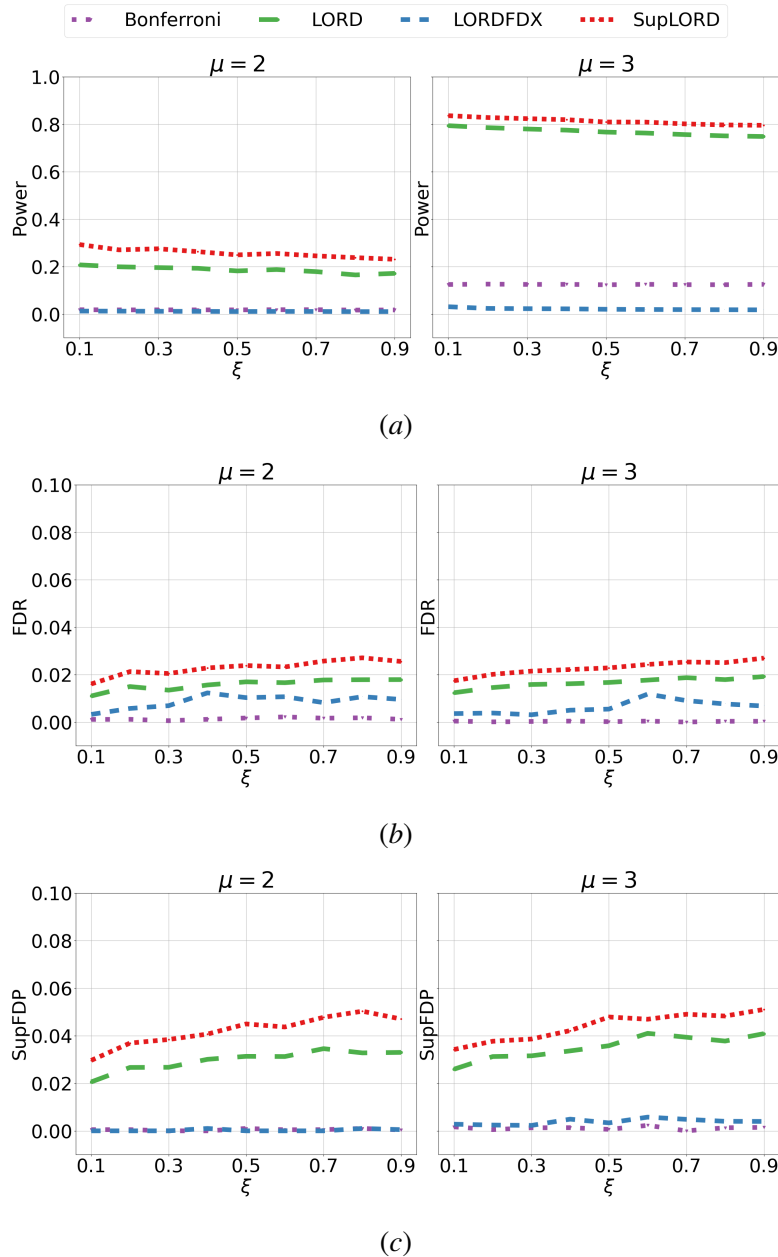 Bonferroni LORD LORDFDX SupLORD
μ = 2 μ = 3
1.0
0.8
0.6
0.4
0.2
0.0
Power Power
0.1 0.3 0.5 0.7 0.9 0.1 0.3 0.5 0.7 0.9
ξ ξ
(a)
μ = 2 μ = 3
0.10
0.08
0.06
0.04
0.02
0.00
FDR FDR
0.1 0.3 0.5 0.7 0.9 0.1 0.3 0.5 0.7 0.9
ξ ξ
(b)
μ = 2 μ = 3
0.10
0.08
0.06
0.04
0.02
0.00
SupFDP SupFDP
0.1 0.3 0.5 0.7 0.9 0.1 0.3 0.5 0.7 0.9
ξ ξ
(c)